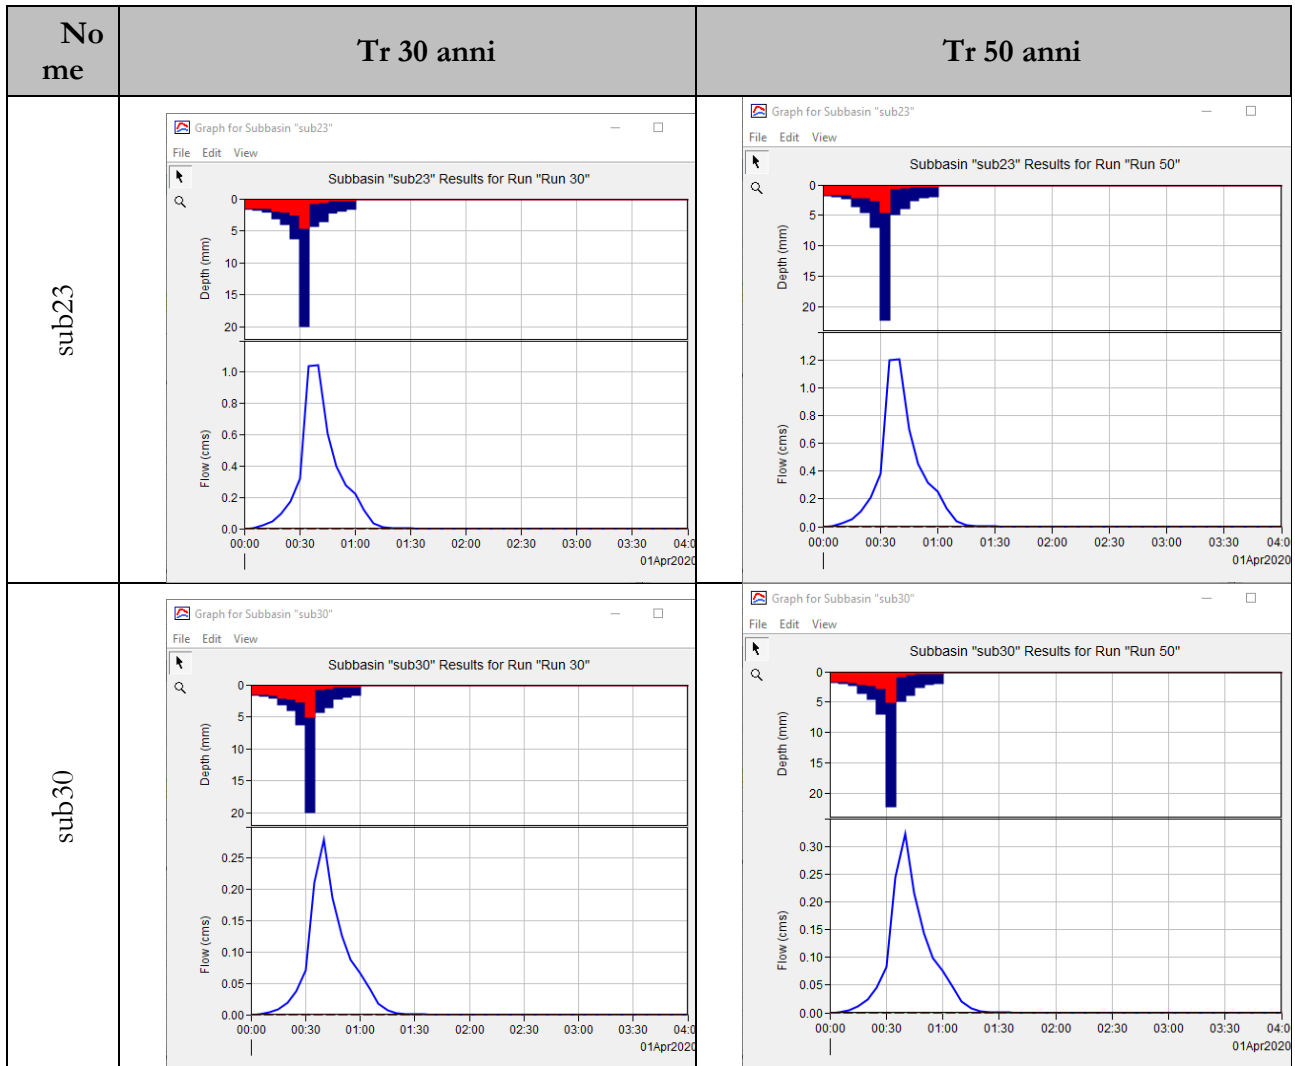 No
me
Tr 30 anni
Tr 50 anni
sub23
Graph for Subbasin "sub23"
File Edit View
Subbasin "sub23" Results for Run "Run 30"
Depth (mm)
0
5
10
15
20
Flow (cms)
1.0
0.8
0.6
0.4
0.2
0.0
00:00 00:30 01:00 01:30 02:00 02:30 03:00 03:30 04:0
01Apr2020
Graph for Subbasin "sub23"
File Edit View
Subbasin "sub23" Results for Run "Run 50"
Depth (mm)
0
5
10
15
20
Flow (cms)
1.2
1.0
0.8
0.6
0.4
0.2
0.0
00:00 00:30 01:00 01:30 02:00 02:30 03:00 03:30 04:0
01Apr2020
sub30
Graph for Subbasin "sub30"
File Edit View
Subbasin "sub30" Results for Run "Run 30"
Depth (mm)
0
5
10
15
20
Flow (cms)
0.25
0.20
0.15
0.10
0.05
0.00
00:00 00:30 01:00 01:30 02:00 02:30 03:00 03:30 04:0
01Apr2020
Graph for Subbasin "sub30"
File Edit View
Subbasin "sub30" Results for Run "Run 50"
Depth (mm)
0
5
10
15
20
Flow (cms)
0.30
0.25
0.20
0.15
0.10
0.05
0.00
00:00 00:30 01:00 01:30 02:00 02:30 03:00 03:30 04:0
01Apr2020